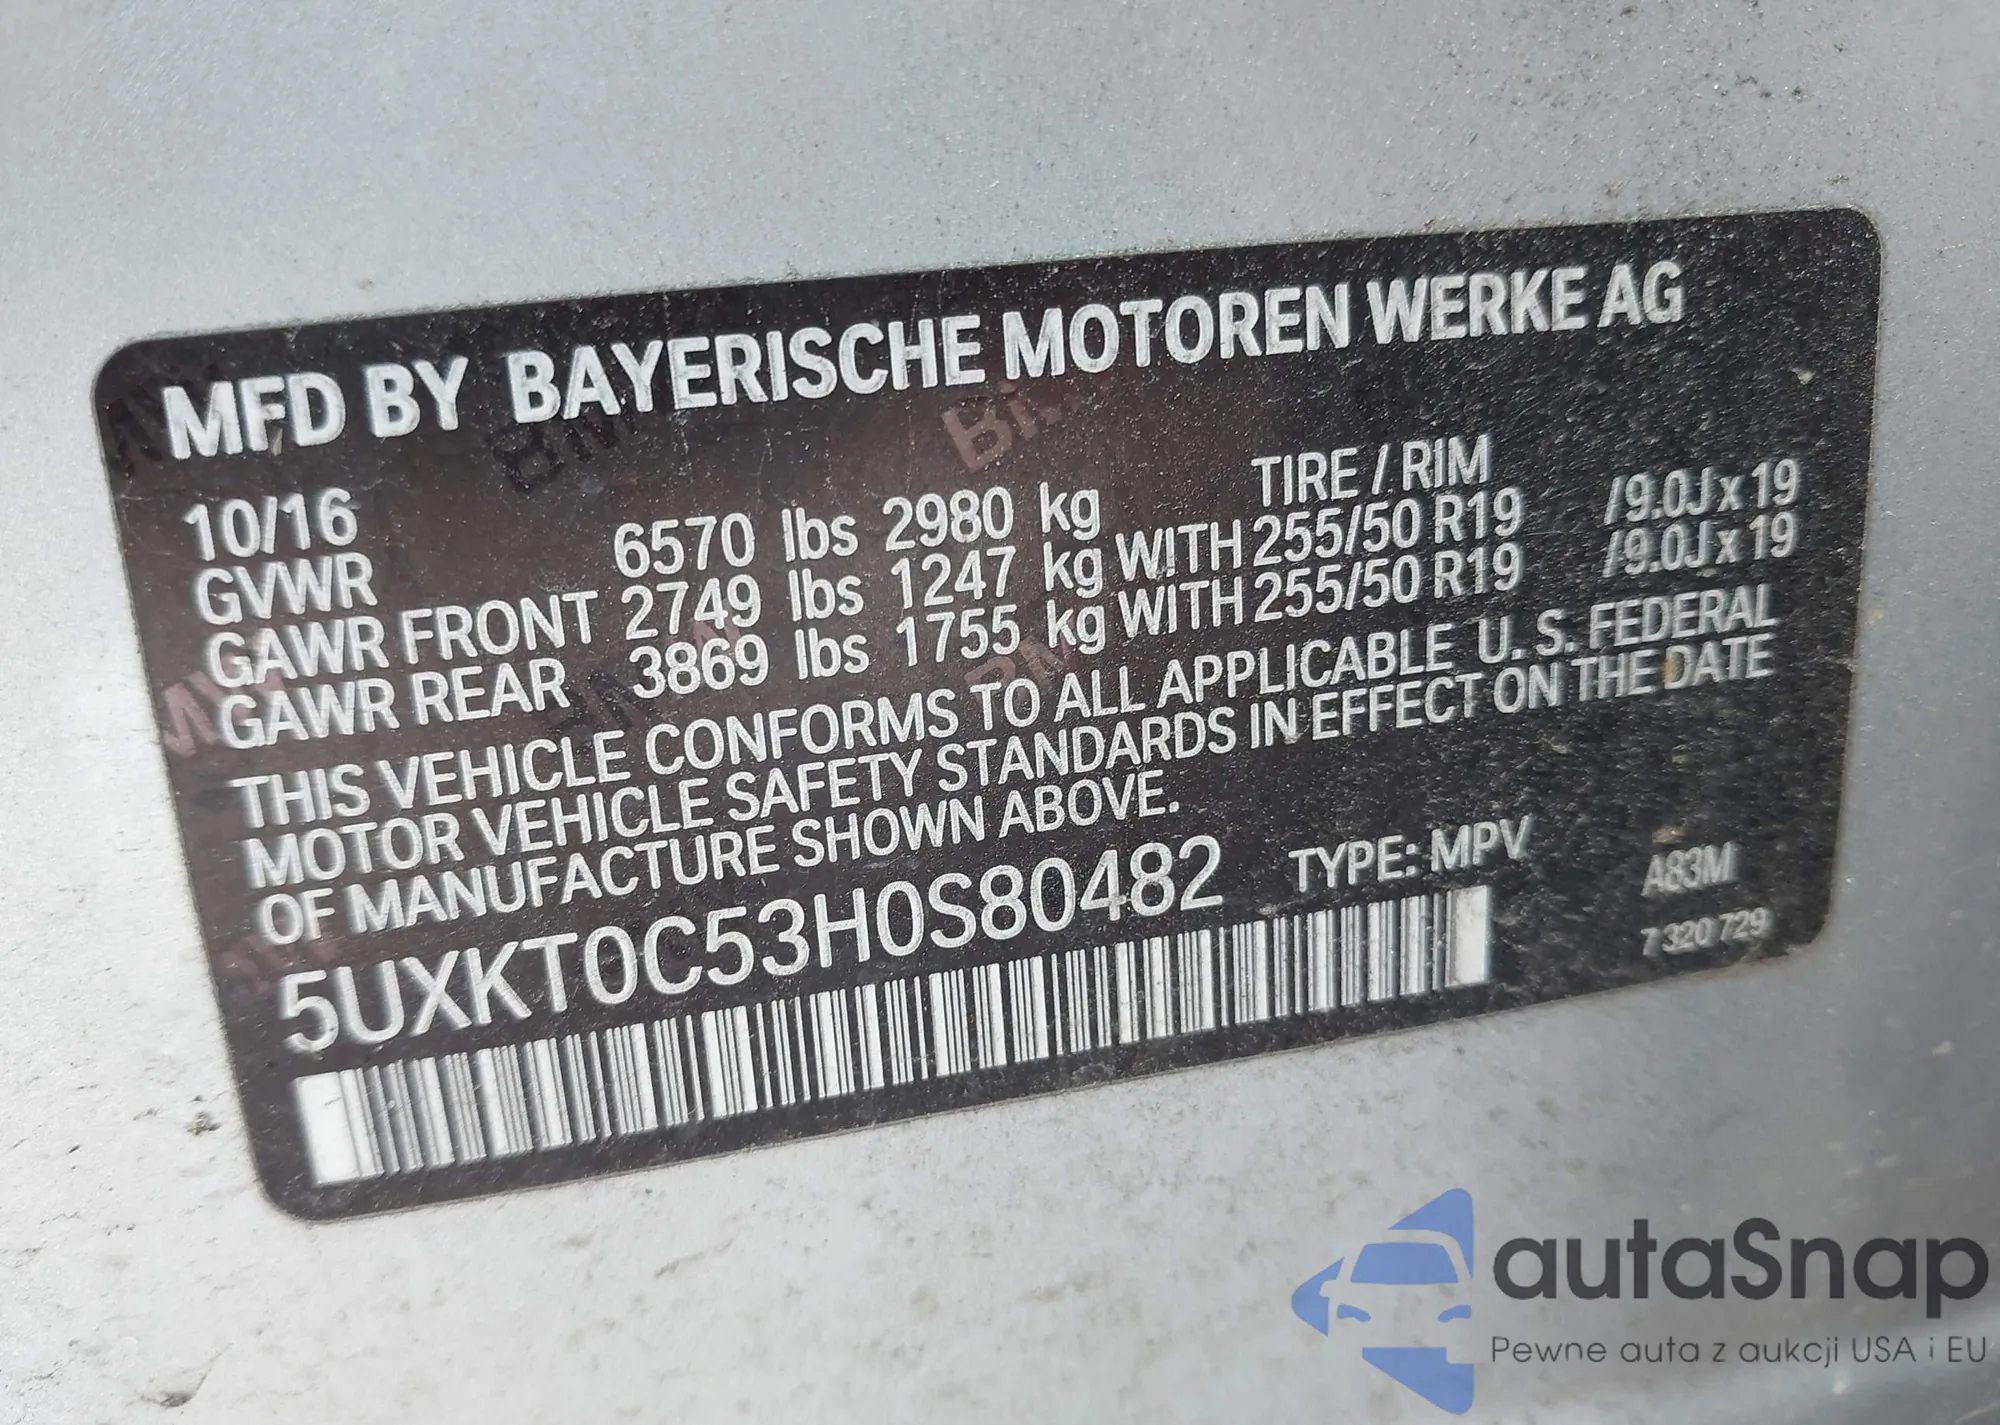 MFD BY BAYERISCHE MOTOREN WERKE AG
10/16 TIRE / RIM
GVWR 6570 lbs 2980 kg
GAWR FRONT 2749 lbs 1247 kg WITH 255/50 R19 /9.0J x 19
GAWR REAR 3869 lbs 1755 kg WITH 255/50 R19 /9.0J x 19
THIS VEHICLE CONFORMS TO ALL APPLICABLE U. S. FEDERAL
MOTOR VEHICLE SAFETY STANDARDS IN EFFECT ON THE DATE
OF MANUFACTURE SHOWN ABOVE.
5UXKT0C53H0S80482 TYPE: MPV A83M
7 320 729
autaSnap
Pewne auta z aukcji USA i EU